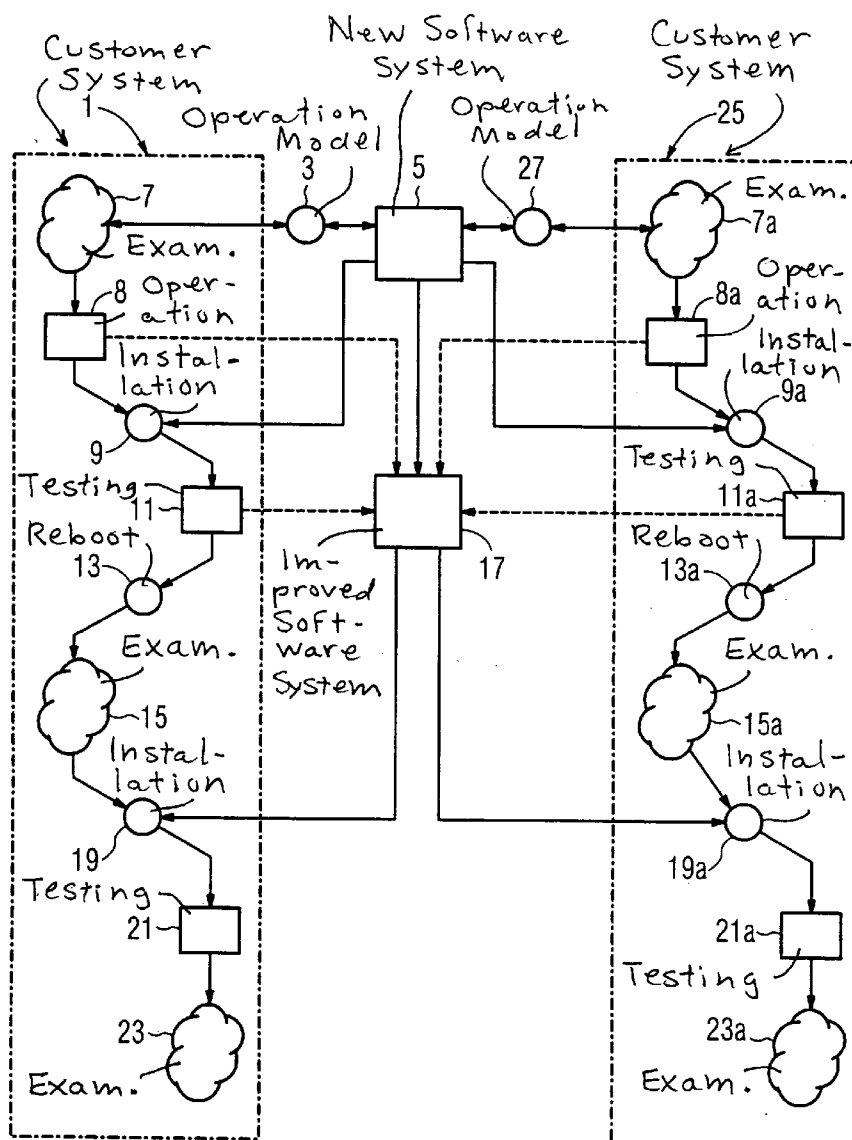 Customer
System
1
New Software
System
Customer
System
25
Operation
Model
3
5
Operation
Model
27
7
Exam.
Exam.
7a
8
Oper-
ation
Oper-
ation
8a
Instal-
lation
9
Instal-
lation
9a
Testing
11
Testing
11a
Reboot
13
Reboot
13a
Im-
proved
Soft-
ware
System
17
Exam.
15
Exam.
15a
Instal-
lation
19
Instal-
lation
19a
Testing
21
21a
Testing
23
Exam.
23a
Exam.